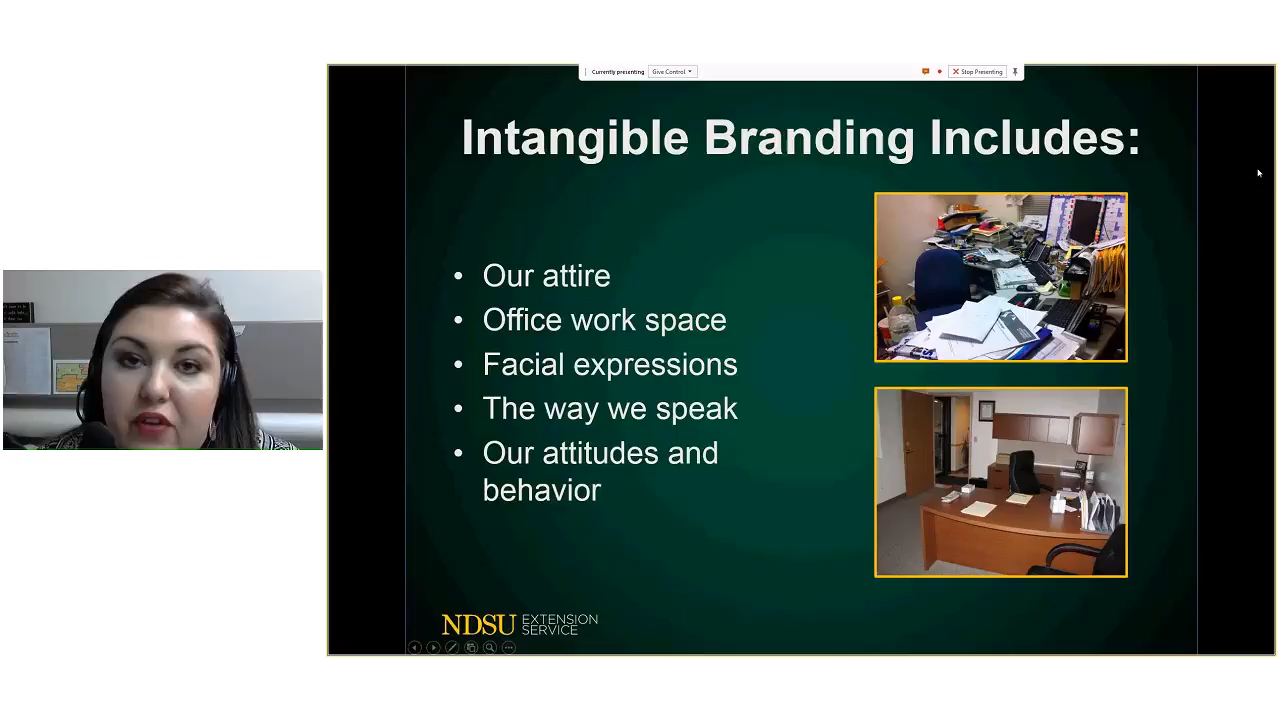 Currently presenting Give Control Stop Presenting
Intangible Branding Includes:
• Our attire
• Office work space
• Facial expressions
• The way we speak
• Our attitudes and
behavior
NDSU EXTENSION
SERVICE